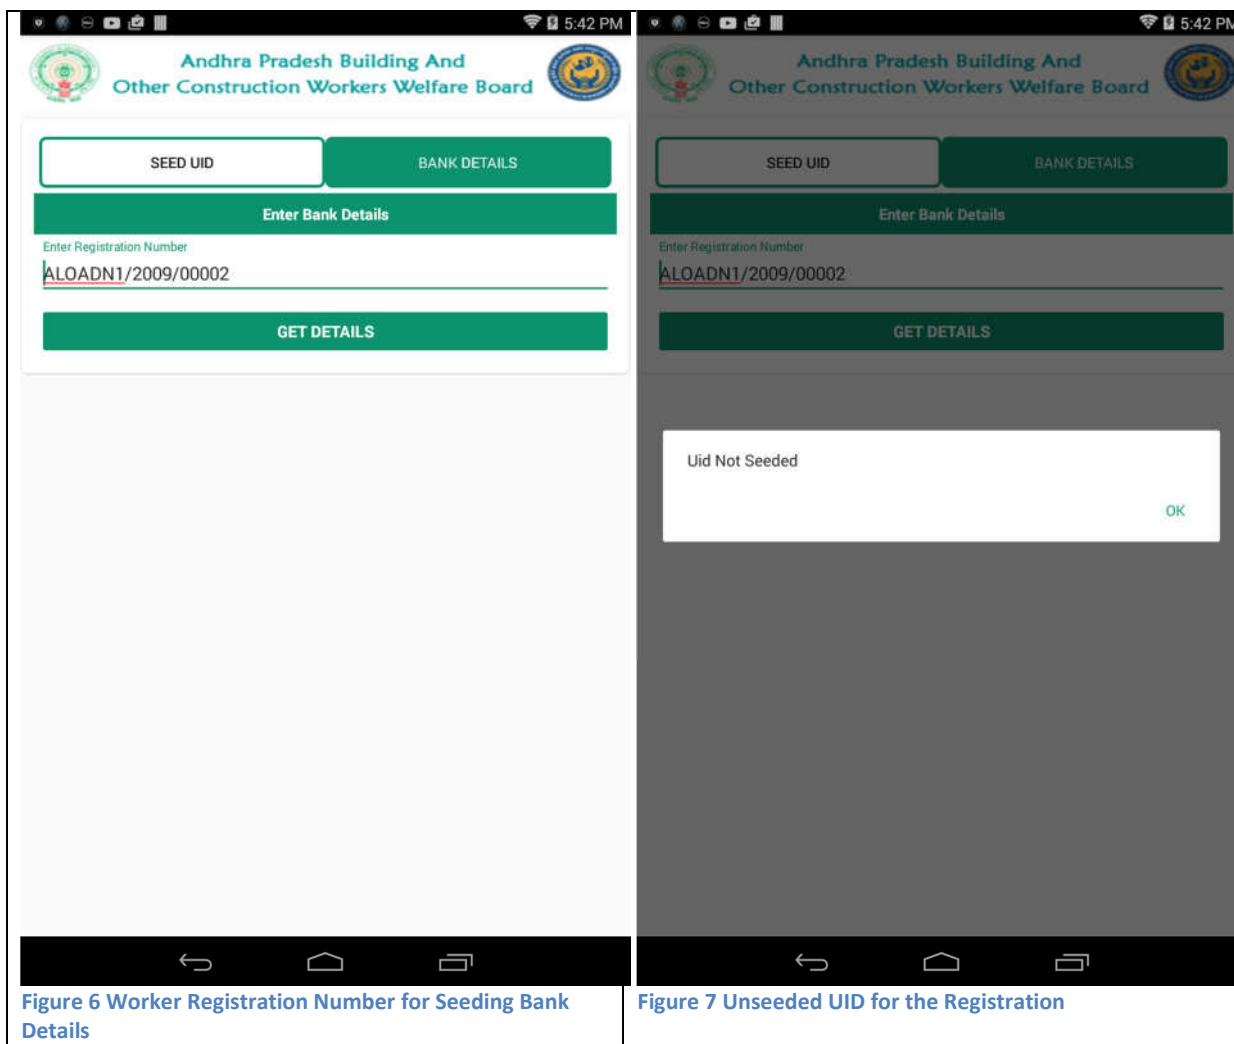 5:42 PM
Andhra Pradesh Building And
Other Construction Workers Welfare Board
SEED UID
BANK DETAILS
Enter Bank Details
Enter Registration Number
ALOADN1/2009/00002
GET DETAILS
Figure 6 Worker Registration Number for Seeding Bank
Details
5:42 PM
Andhra Pradesh Building And
Other Construction Workers Welfare Board
SEED UID
BANK DETAILS
Enter Bank Details
Enter Registration Number
ALOADN1/2009/00002
GET DETAILS
Uid Not Seeded
OK
Figure 7 Unseeded UID for the Registration